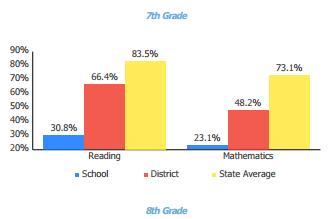 7th Grade
90%
80%
70%
60%
50%
40%
30%
20%
83.5%
66.4%
30.8%
73.1%
48.2%
23.1%
Reading
Mathematics
School
District
State Average
8th Grade